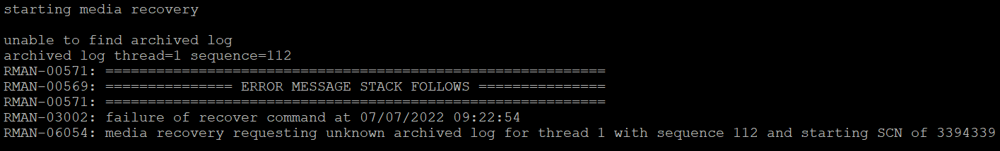 starting media recovery
unable to find archived log
archived log thread=1 sequence=112
RMAN-00571: ===========================================================
RMAN-00569: =============== ERROR MESSAGE STACK FOLLOWS ===============
RMAN-00571: ===========================================================
RMAN-03002: failure of recover command at 07/07/2022 09:22:54
RMAN-06054: media recovery requesting unknown archived log for thread 1 with sequence 112 and starting SCN of 3394339